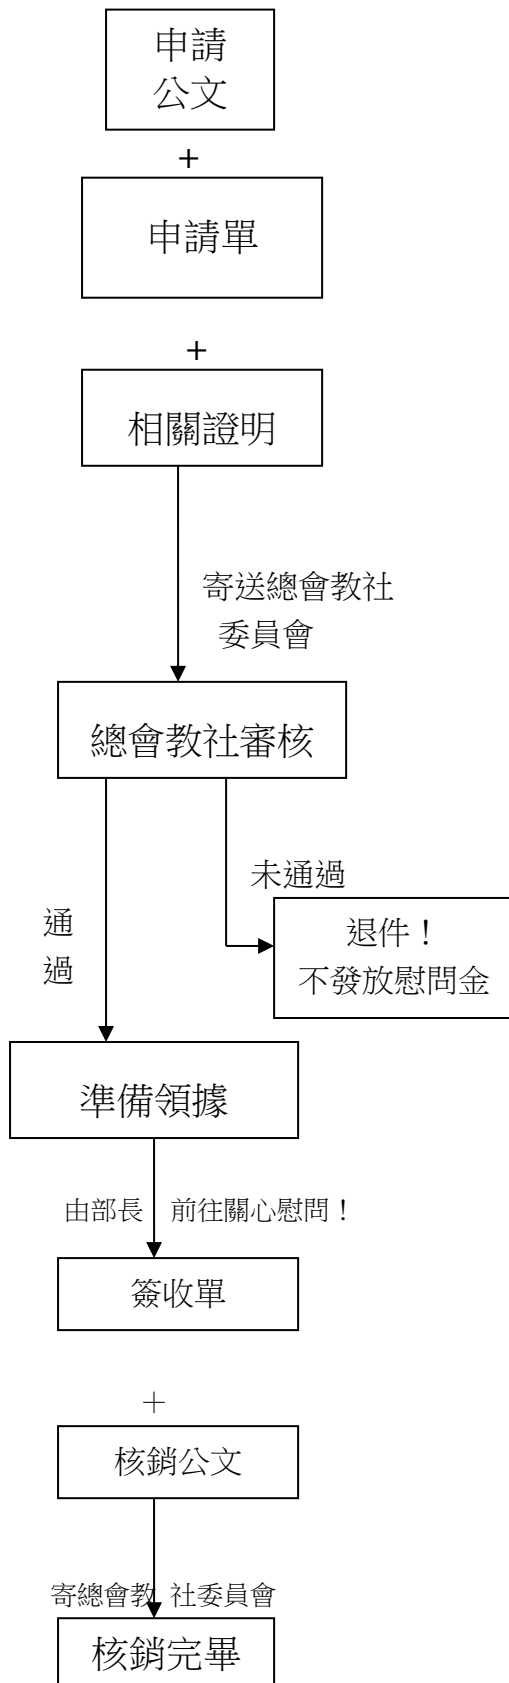 申請
公文
+
申請單
+
相關證明
寄送總會教社
委員會
總會教社審核
未通過
通
過
退件！
不發放慰問金
準備領據
由部長 前往關心慰問！
簽收單
+
核銷公文
寄總會教 社委員會
核銷完畢